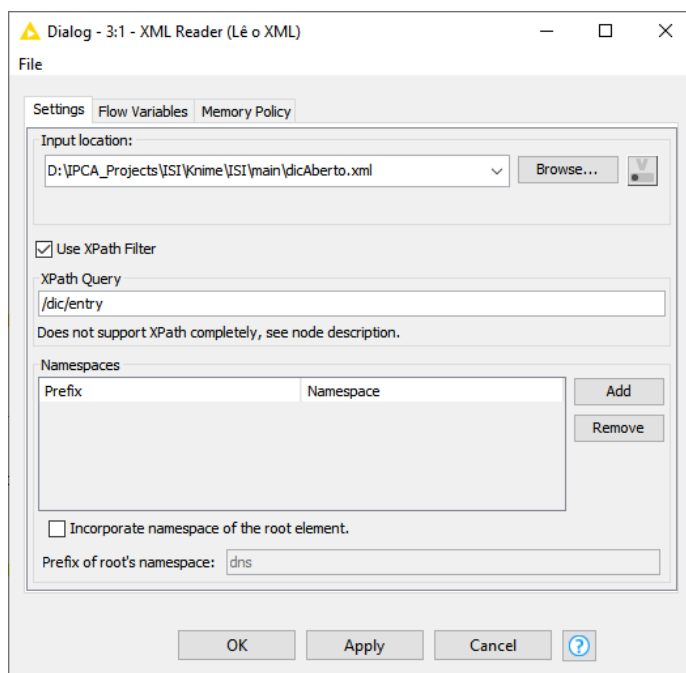 Dialog - 3:1 - XML Reader (Lê o XML)
File
Settings Flow Variables Memory Policy
Input location:
D:\IPCA_Projects\ISI\Knime\ISI\main\dicAberto.xml Browse... V
Use XPath Filter
XPath Query
/dic/entry
Does not support XPath completely, see node description.
Namespaces
Prefix Namespace Add
Remove
Incorporate namespace of the root element.
Prefix of root's namespace: dns
OK Apply Cancel ?